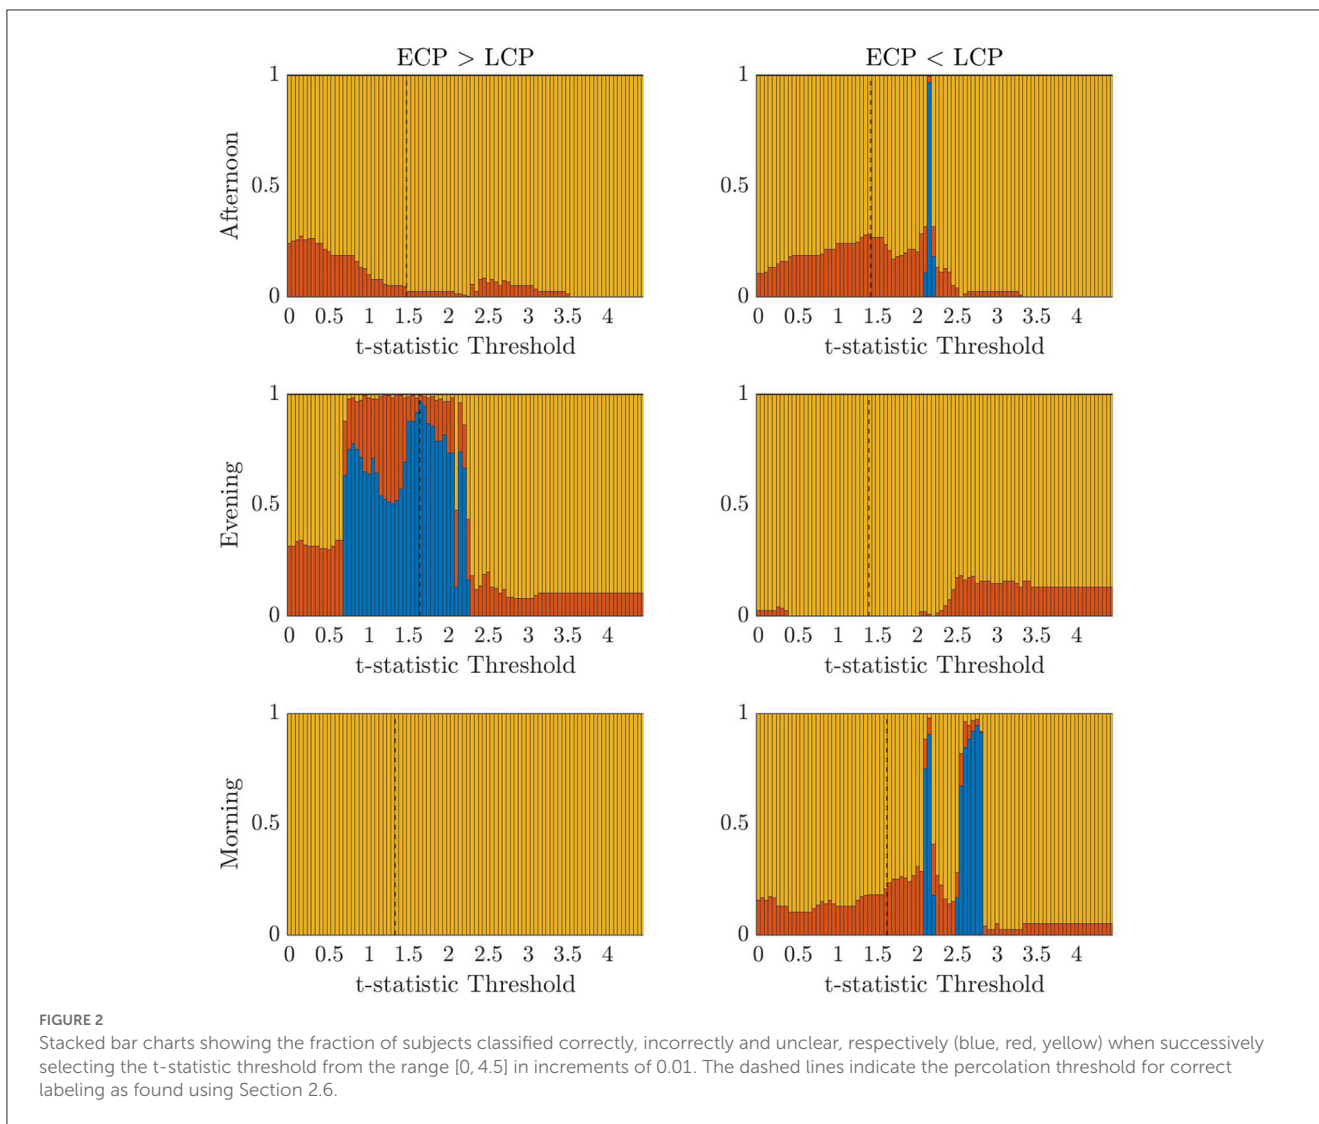 ECP > LCP
ECP < LCP
Afternoon
1
0.5
0
0 0.5 1 1.5 2 2.5 3 3.5 4
t-statistic Threshold
1
0.5
0
0 0.5 1 1.5 2 2.5 3 3.5 4
t-statistic Threshold
Evening
1
0.5
0
0 0.5 1 1.5 2 2.5 3 3.5 4
t-statistic Threshold
1
0.5
0
0 0.5 1 1.5 2 2.5 3 3.5 4
t-statistic Threshold
Morning
1
0.5
0
0 0.5 1 1.5 2 2.5 3 3.5 4
t-statistic Threshold
1
0.5
0
0 0.5 1 1.5 2 2.5 3 3.5 4
t-statistic Threshold
FIGURE 2
Stacked bar charts showing the fraction of subjects classified correctly, incorrectly and unclear, respectively (blue, red, yellow) when successively
selecting the t-statistic threshold from the range [0, 4.5] in increments of 0.01. The dashed lines indicate the percolation threshold for correct
labeling as found using Section 2.6.